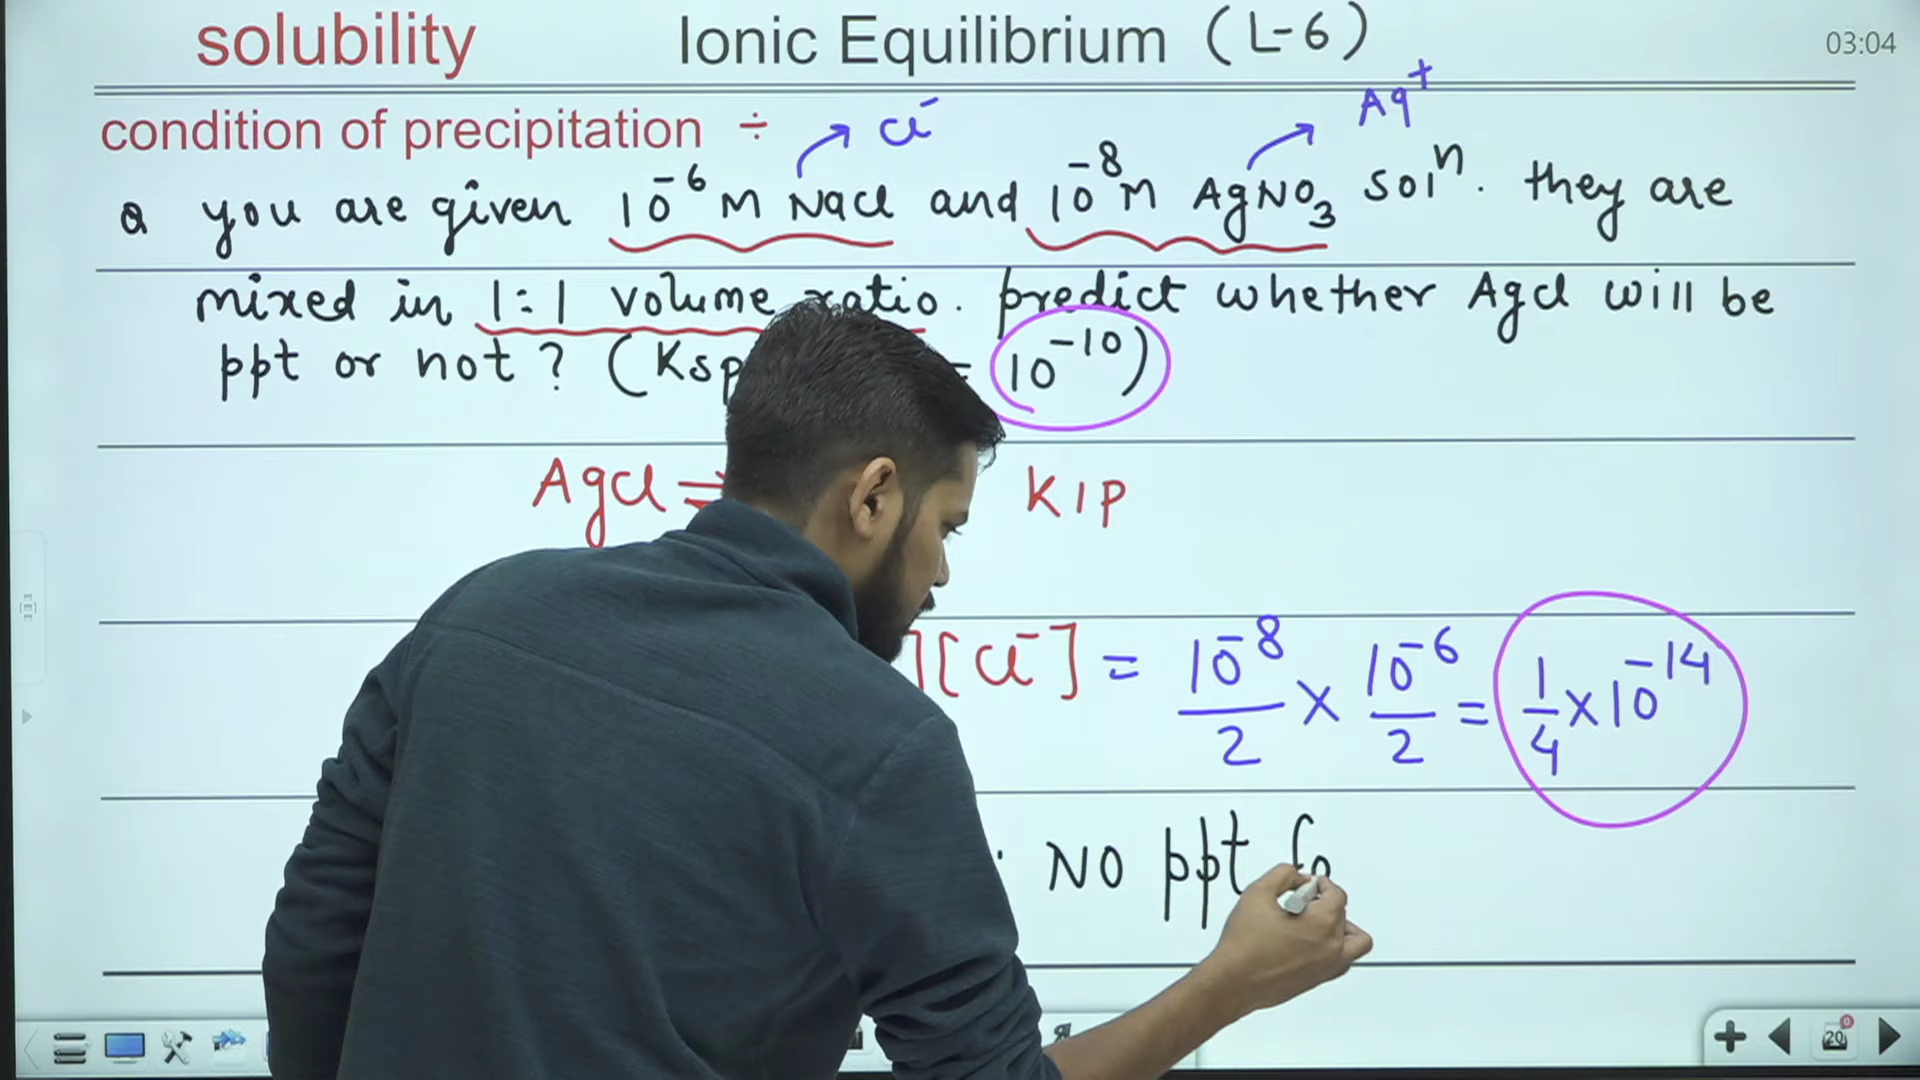 solubility Ionic Equilibrium (L-6) 03:04
condition of precipitation ÷ Cl⁻ Ag⁺
Q you are given 10⁻⁶ M NaCl and 10⁻⁸ M AgNO₃ solⁿ. they are
mixed in 1:1 volume ratio. predict whether AgCl will be
ppt or not? (Ksp = 10⁻¹⁰)
AgCl ⇌ KIP
][Cl⁻] = 10⁻⁸/2 × 10⁻⁶/2 = 1/4 × 10⁻¹⁴
NO ppt fo
20